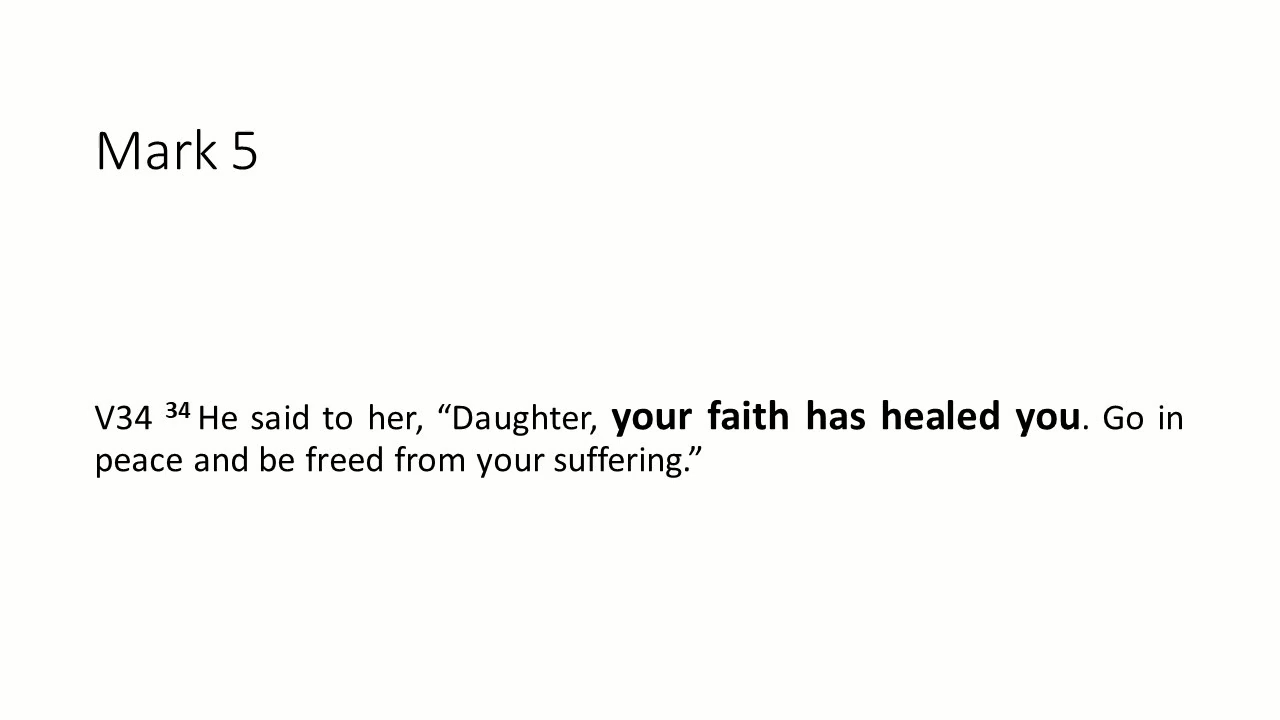 Mark 5
V34 34 He said to her, “Daughter, your faith has healed you. Go in
peace and be freed from your suffering.”